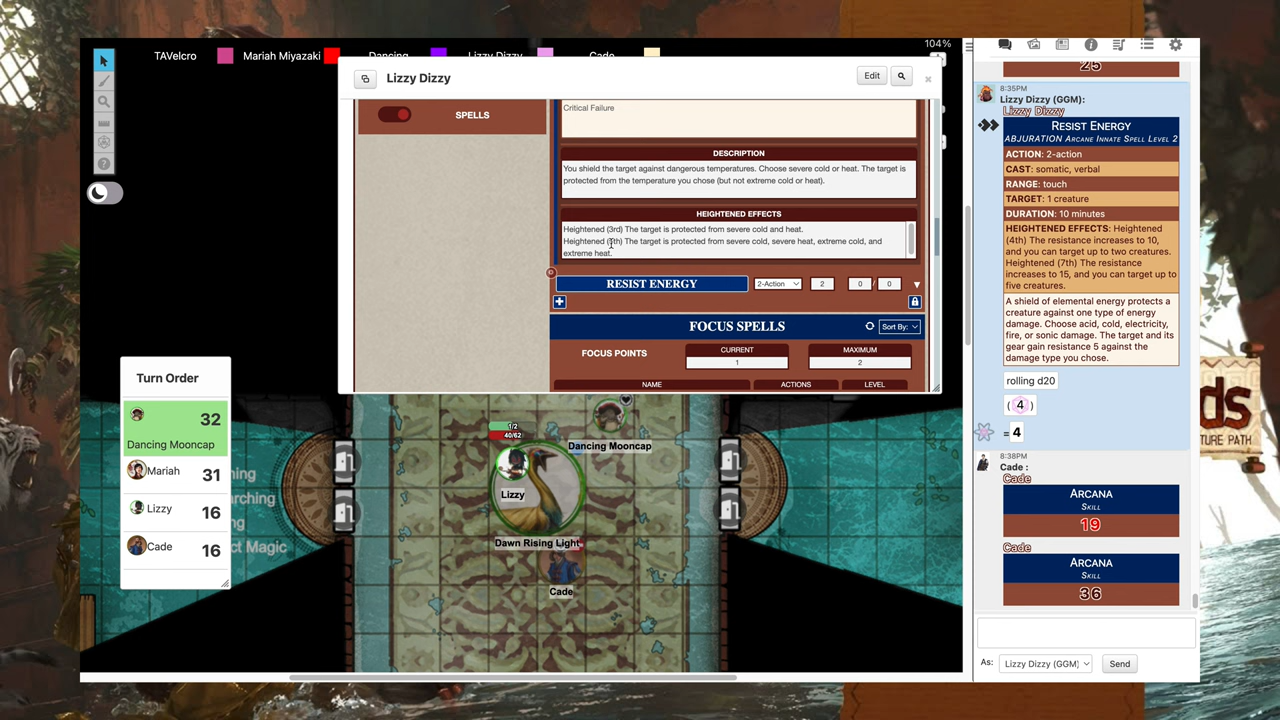 TAVelcro
Mariah Miyazaki
Dancing
Lizzy Dizzy
Cade
104%
Lizzy Dizzy
Edit
SPELLS
Critical Failure
DESCRIPTION
You shield the target against dangerous temperatures. Choose severe cold or heat. The target is
protected from the temperature you chose (but not extreme cold or heat).
HEIGHTENED EFFECTS
Heightened (3rd) The target is protected from severe cold and heat.
Heightened (5th) The target is protected from severe cold, severe heat, extreme cold, and
extreme heat.
RESIST ENERGY
2-Action
2
0 / 0
FOCUS SPELLS
Sort By:
FOCUS POINTS
CURRENT
1
MAXIMUM
2
NAME
ACTIONS
LEVEL
Turn Order
32
Dancing Mooncap
Mariah 31
Lizzy 16
Cade 16
ning
arching
ng
ct Magic
1/2
40/62
Dancing Mooncap
Lizzy
Dawn Rising Light
Cade
25
8:35PM
Lizzy Dizzy (GGM):
Lizzy Dizzy
RESIST ENERGY
ABJURATION ARCANE INNATE SPELL LEVEL 2
ACTION: 2-action
CAST: somatic, verbal
RANGE: touch
TARGET: 1 creature
DURATION: 10 minutes
HEIGHTENED EFFECTS: Heightened
(4th) The resistance increases to 10,
and you can target up to two creatures.
Heightened (7th) The resistance
increases to 15, and you can target up to
five creatures.
A shield of elemental energy protects a
creature against one type of energy
damage. Choose acid, cold, electricity,
fire, or sonic damage. The target and its
gear gain resistance 5 against the
damage type you chose.
rolling d20
(4)
=4
8:38PM
Cade :
Cade
ARCANA
SKILL
19
Cade
ARCANA
SKILL
36
As:
Lizzy Dizzy (GGM)
Send
ds
TURE PATH